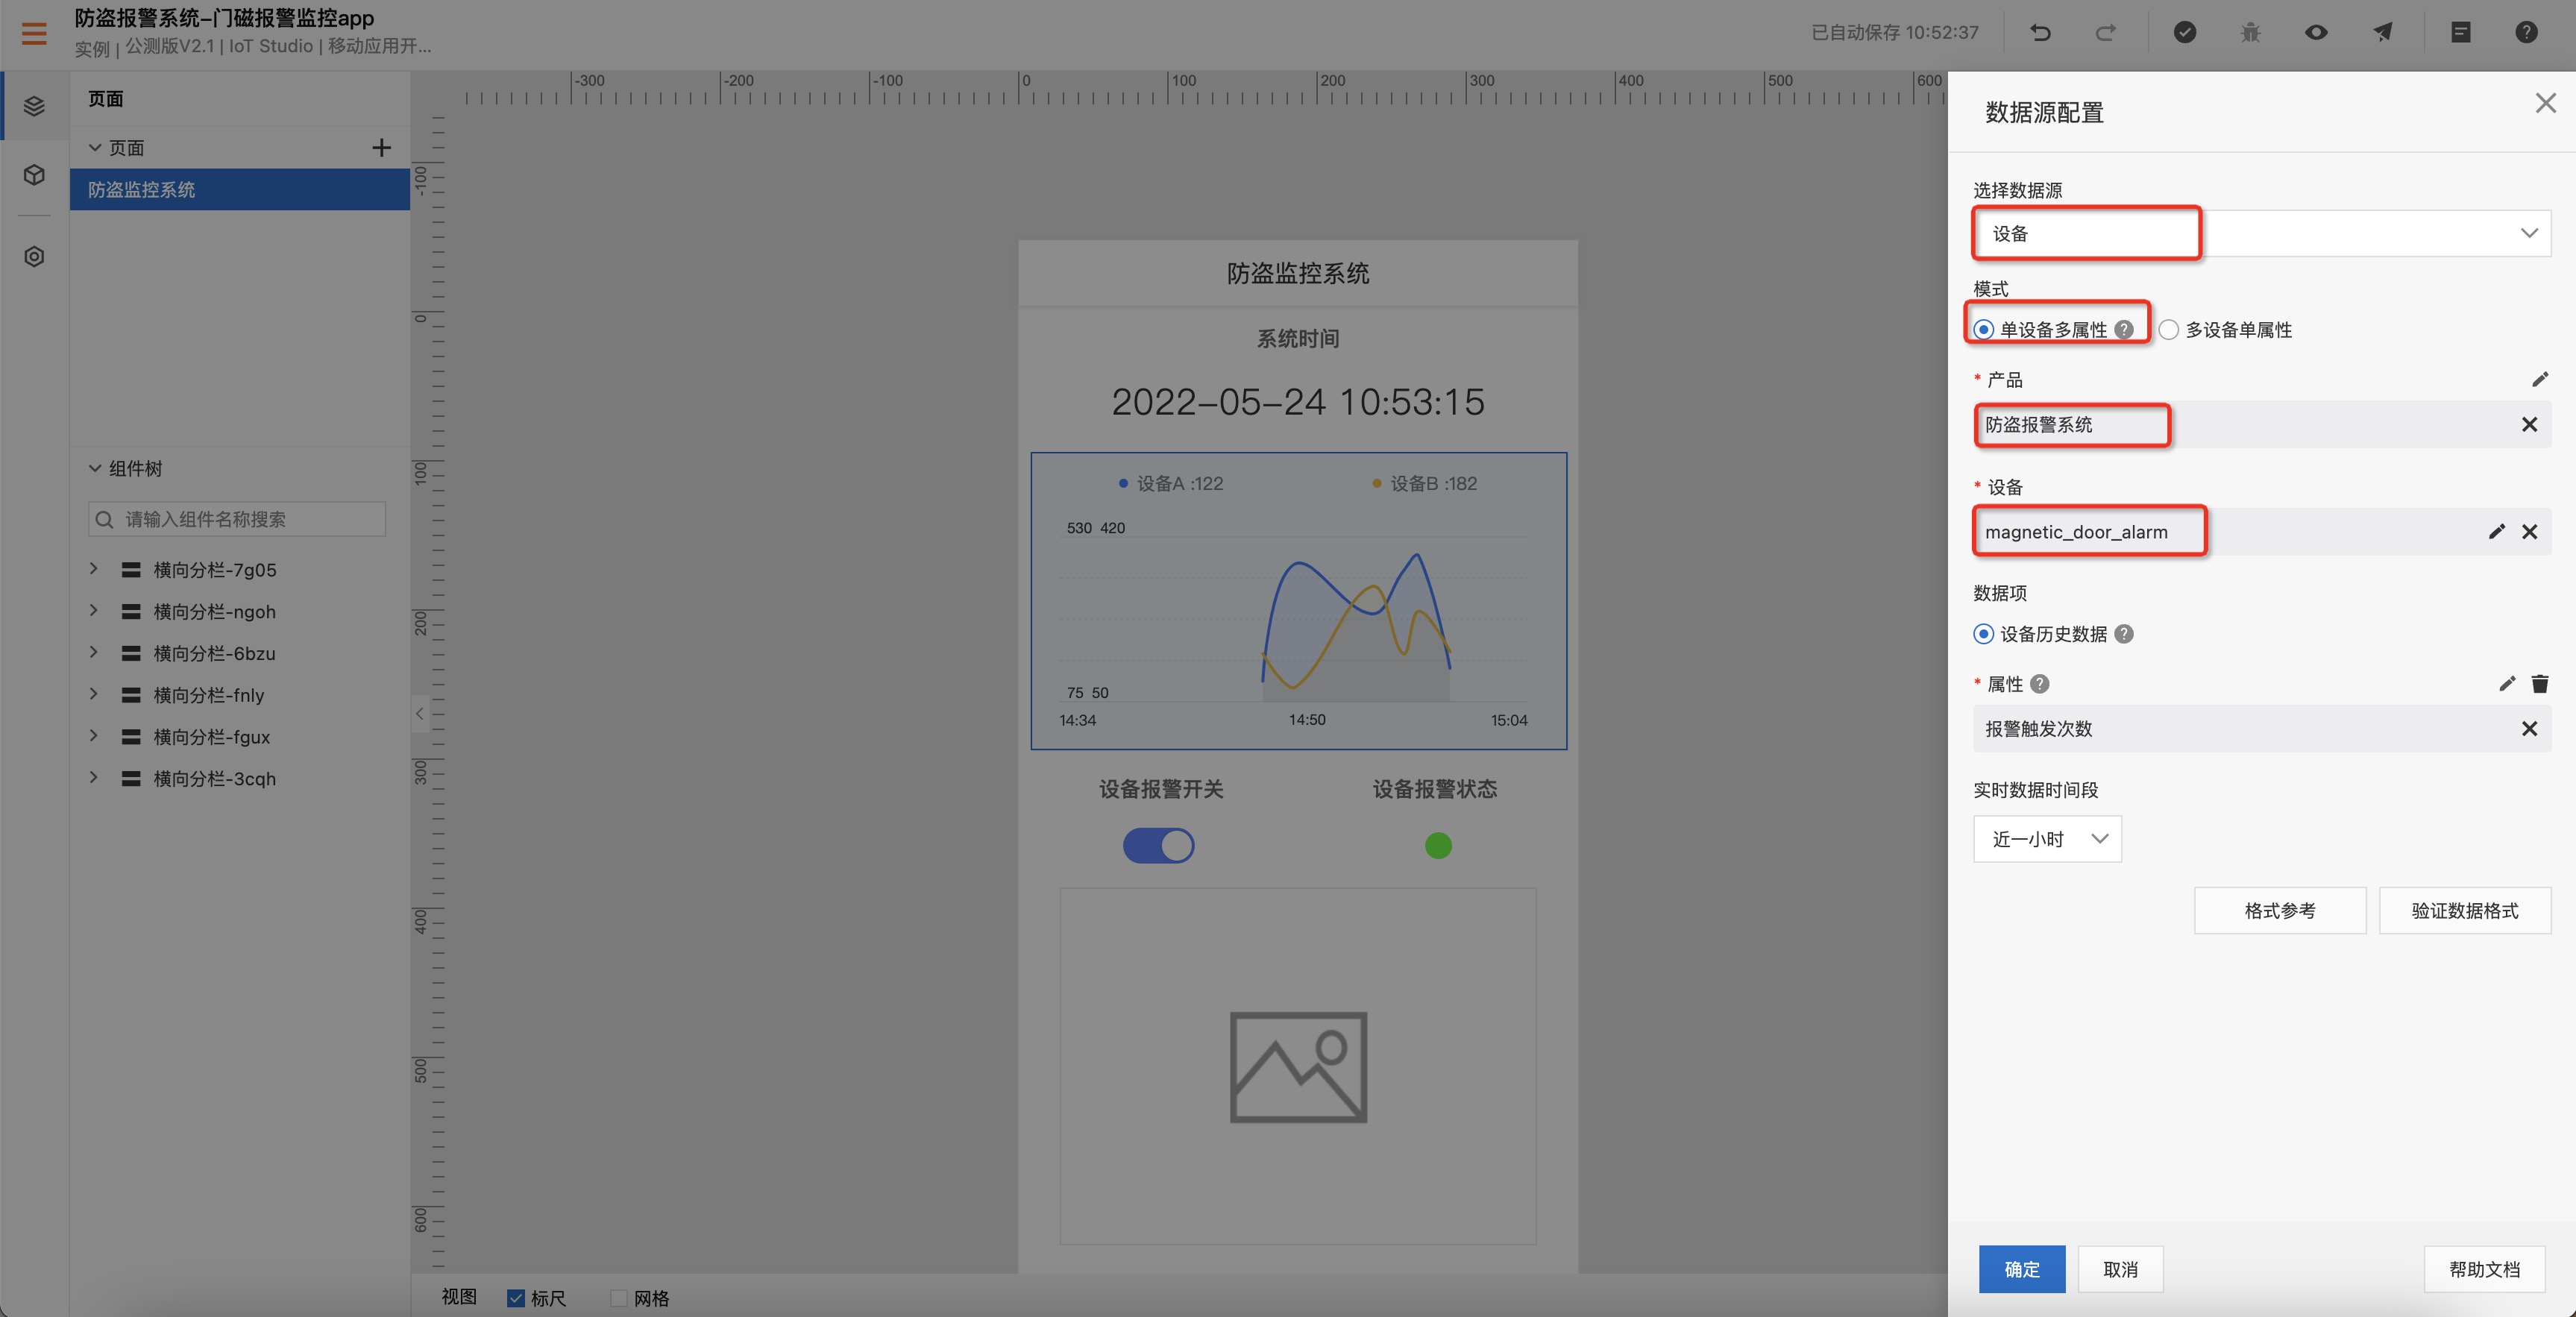 防盗报警系统-门磁报警监控app
实例 | 公测版V2.1 | IoT Studio | 移动应用开...
已自动保存 10:52:37
页面
页面
防盗监控系统
组件树
请输入组件名称搜索
横向分栏-7g05
横向分栏-ngoh
横向分栏-6bzu
横向分栏-fnly
横向分栏-fgux
横向分栏-3cqh
-300 -200 -100 0 100 200 300 400 500 600
-100
0
100
200
300
400
500
600
防盗监控系统
系统时间
2022-05-24 10:53:15
设备A :122 设备B :182
530 420
75 50
14:34 14:50 15:04
设备报警开关 设备报警状态
视图 标尺 网格
数据源配置
选择数据源
设备
模式
单设备多属性 ? 多设备单属性
* 产品
防盗报警系统
* 设备
magnetic_door_alarm
数据项
设备历史数据 ?
* 属性 ?
报警触发次数
实时数据时间段
近一小时
格式参考 验证数据格式
确定 取消 帮助文档